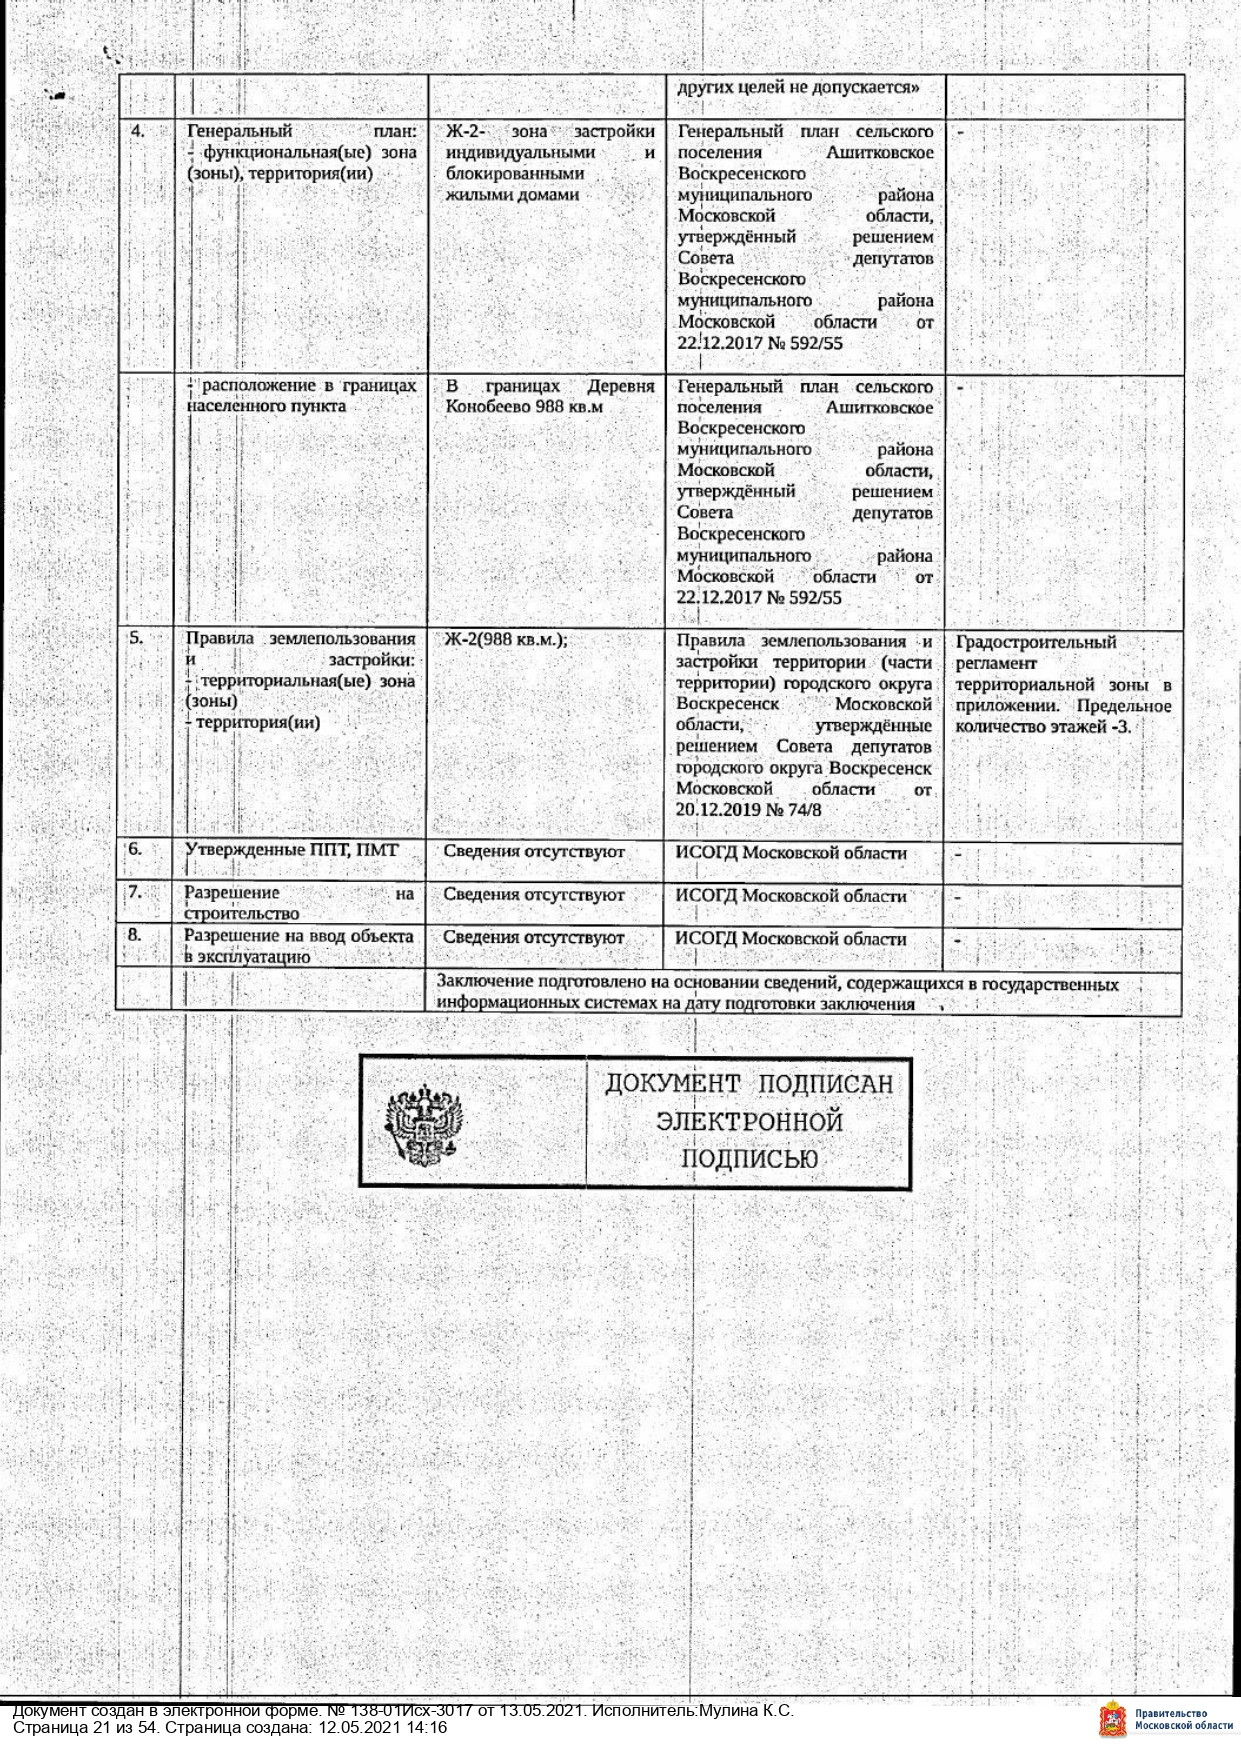 других целей не допускается»
4.
Генеральный план:
- функциональная(ые) зона
(зоны), территория(ии)
Ж-2- зона застройки
индивидуальными и
блокированными
жилыми домами
Генеральный план сельского
поселения Ашитковское
Воскресенского
муниципального района
Московской области,
утверждённый решением
Совета депутатов
Воскресенского
муниципального района
Московской области от
22.12.2017 № 592/55
-
- расположение в границах
населенного пункта
В границах Деревня
Конобеево 988 кв.м
Генеральный план сельского
поселения Ашитковское
Воскресенского
муниципального района
Московской области,
утверждённый решением
Совета депутатов
Воскресенского
муниципального района
Московской области от
22.12.2017 № 592/55
-
5.
Правила землепользования
и застройки:
- территориальная(ые) зона
(зоны)
- территория(ии)
Ж-2(988 кв.м.);
Правила землепользования и
застройки территории (части
территории) городского округа
Воскресенск Московской
области, утверждённые
решением Совета депутатов
городского округа Воскресенск
Московской области от
20.12.2019 № 74/8
Градостроительный
регламент
территориальной зоны в
приложении. Предельное
количество этажей -3.
6.
Утвержденные ППТ, ПМТ
Сведения отсутствуют
ИСОГД Московской области
-
7.
Разрешение на
строительство
Сведения отсутствуют
ИСОГД Московской области
-
8.
Разрешение на ввод объекта
в эксплуатацию
Сведения отсутствуют
ИСОГД Московской области
-
Заключение подготовлено на основании сведений, содержащихся в государственных
информационных системах на дату подготовки заключения
ДОКУМЕНТ ПОДПИСАН
ЭЛЕКТРОННОЙ
ПОДПИСЬЮ
Документ создан в электронной форме. № 138-01Исх-3017 от 13.05.2021. Исполнитель:Мулина К.С.
Страница 21 из 54. Страница создана: 12.05.2021 14:16
Правительство
Московской области